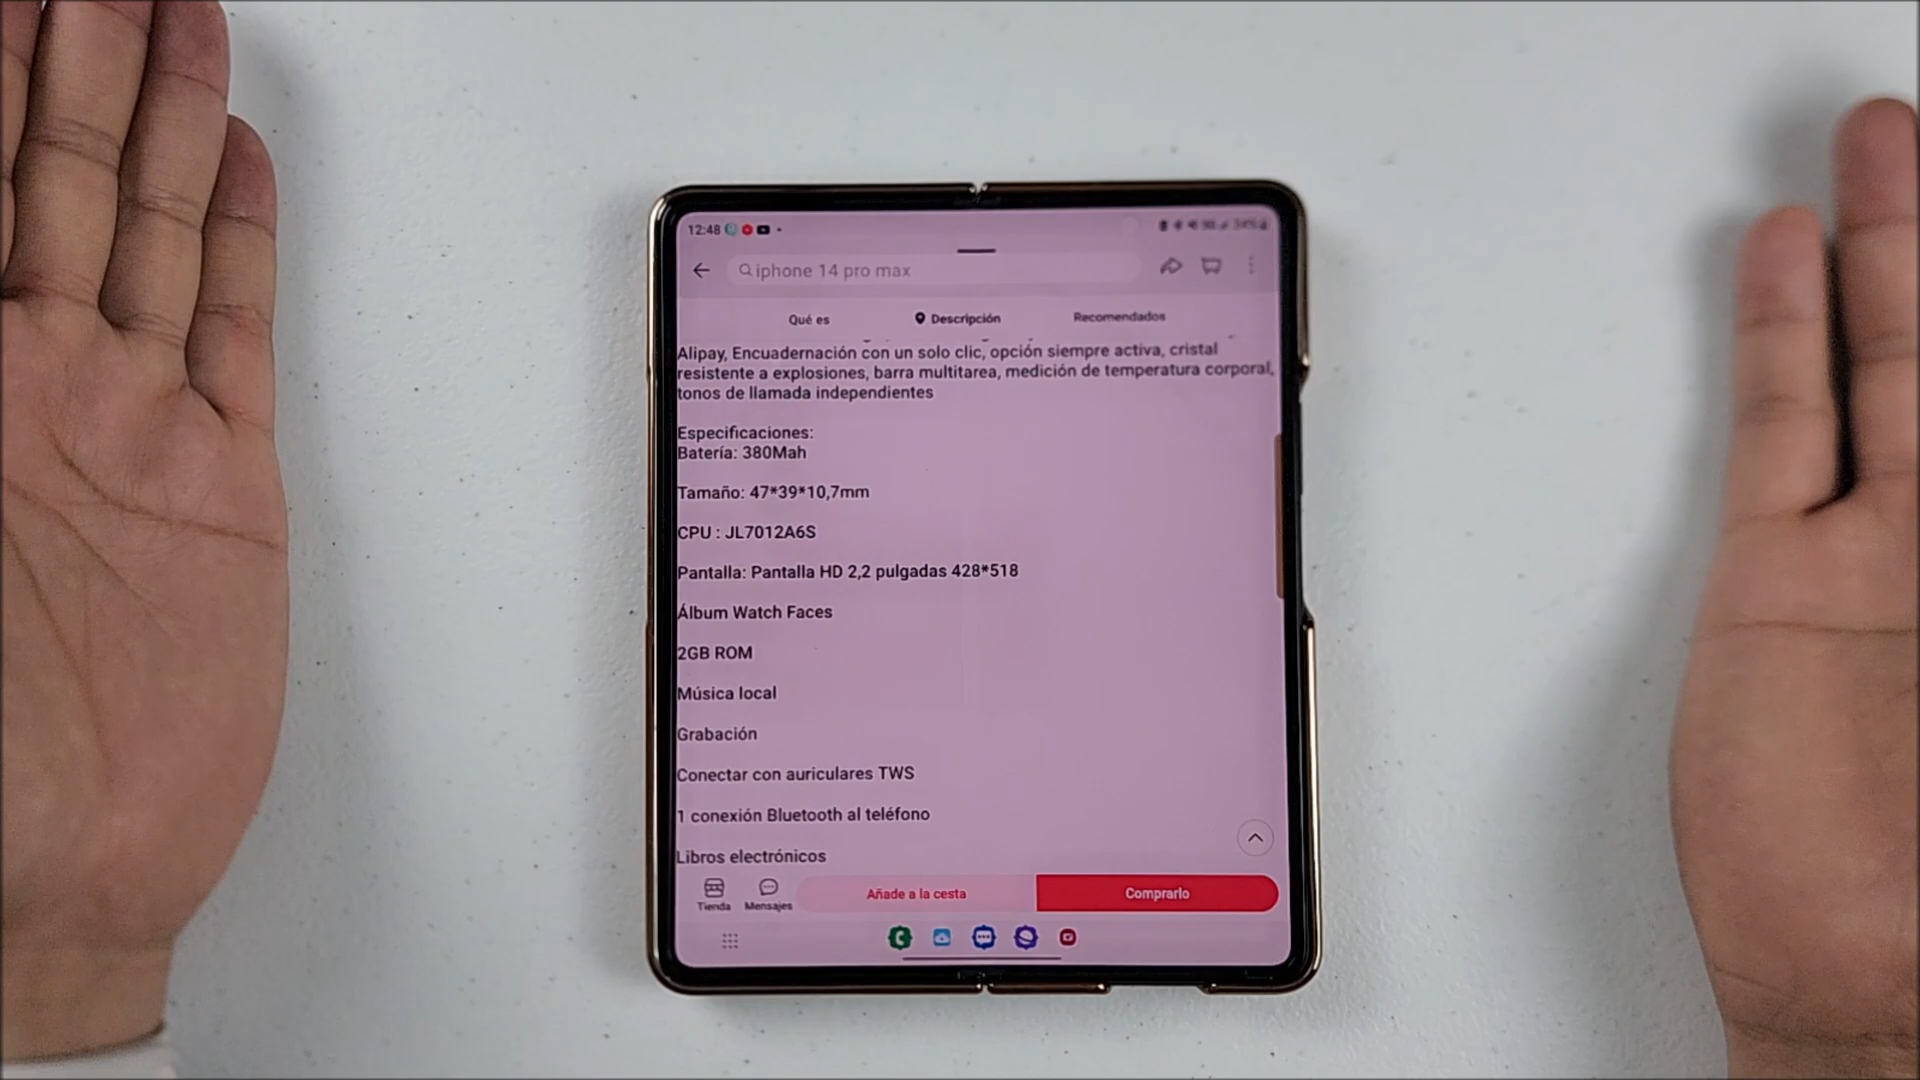 12:48
iphone 14 pro max
Qué es
Descripción
Recomendados
Alipay, Encuadernación con un solo clic, opción siempre activa, cristal
resistente a explosiones, barra multitarea, medición de temperatura corporal,
tonos de llamada independientes
Especificaciones:
Batería: 380Mah
Tamaño: 47*39*10,7mm
CPU : JL7012A6S
Pantalla: Pantalla HD 2,2 pulgadas 428*518
Álbum Watch Faces
2GB ROM
Música local
Grabación
Conectar con auriculares TWS
1 conexión Bluetooth al teléfono
Libros electrónicos
Tienda
Mensajes
Añade a la cesta
Comprarlo